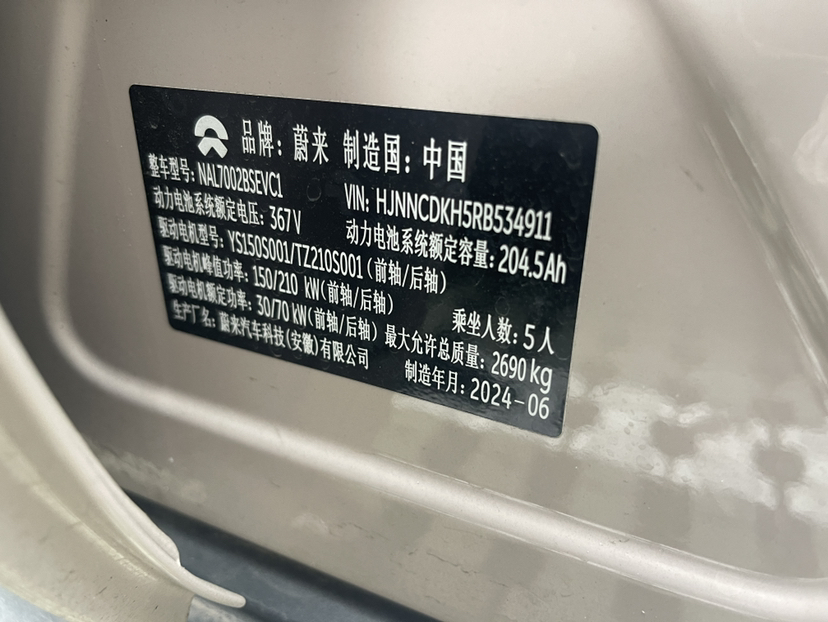 品牌：蔚来 制造国：中国
整车型号：NAL7002BSEVC1 VIN：HJNNCDKH5RB534911
动力电池系统额定电压：367V 动力电池系统额定容量：204.5Ah
驱动电机型号：YS150S001/TZ210S001（前轴/后轴）
驱动电机峰值功率：150/210 kW（前轴/后轴） 乘坐人数：5人
驱动电机额定功率：30/70 kW（前轴/后轴） 最大允许总质量：2690 kg
生产厂名：蔚来汽车科技（安徽）有限公司 制造年月：2024-06